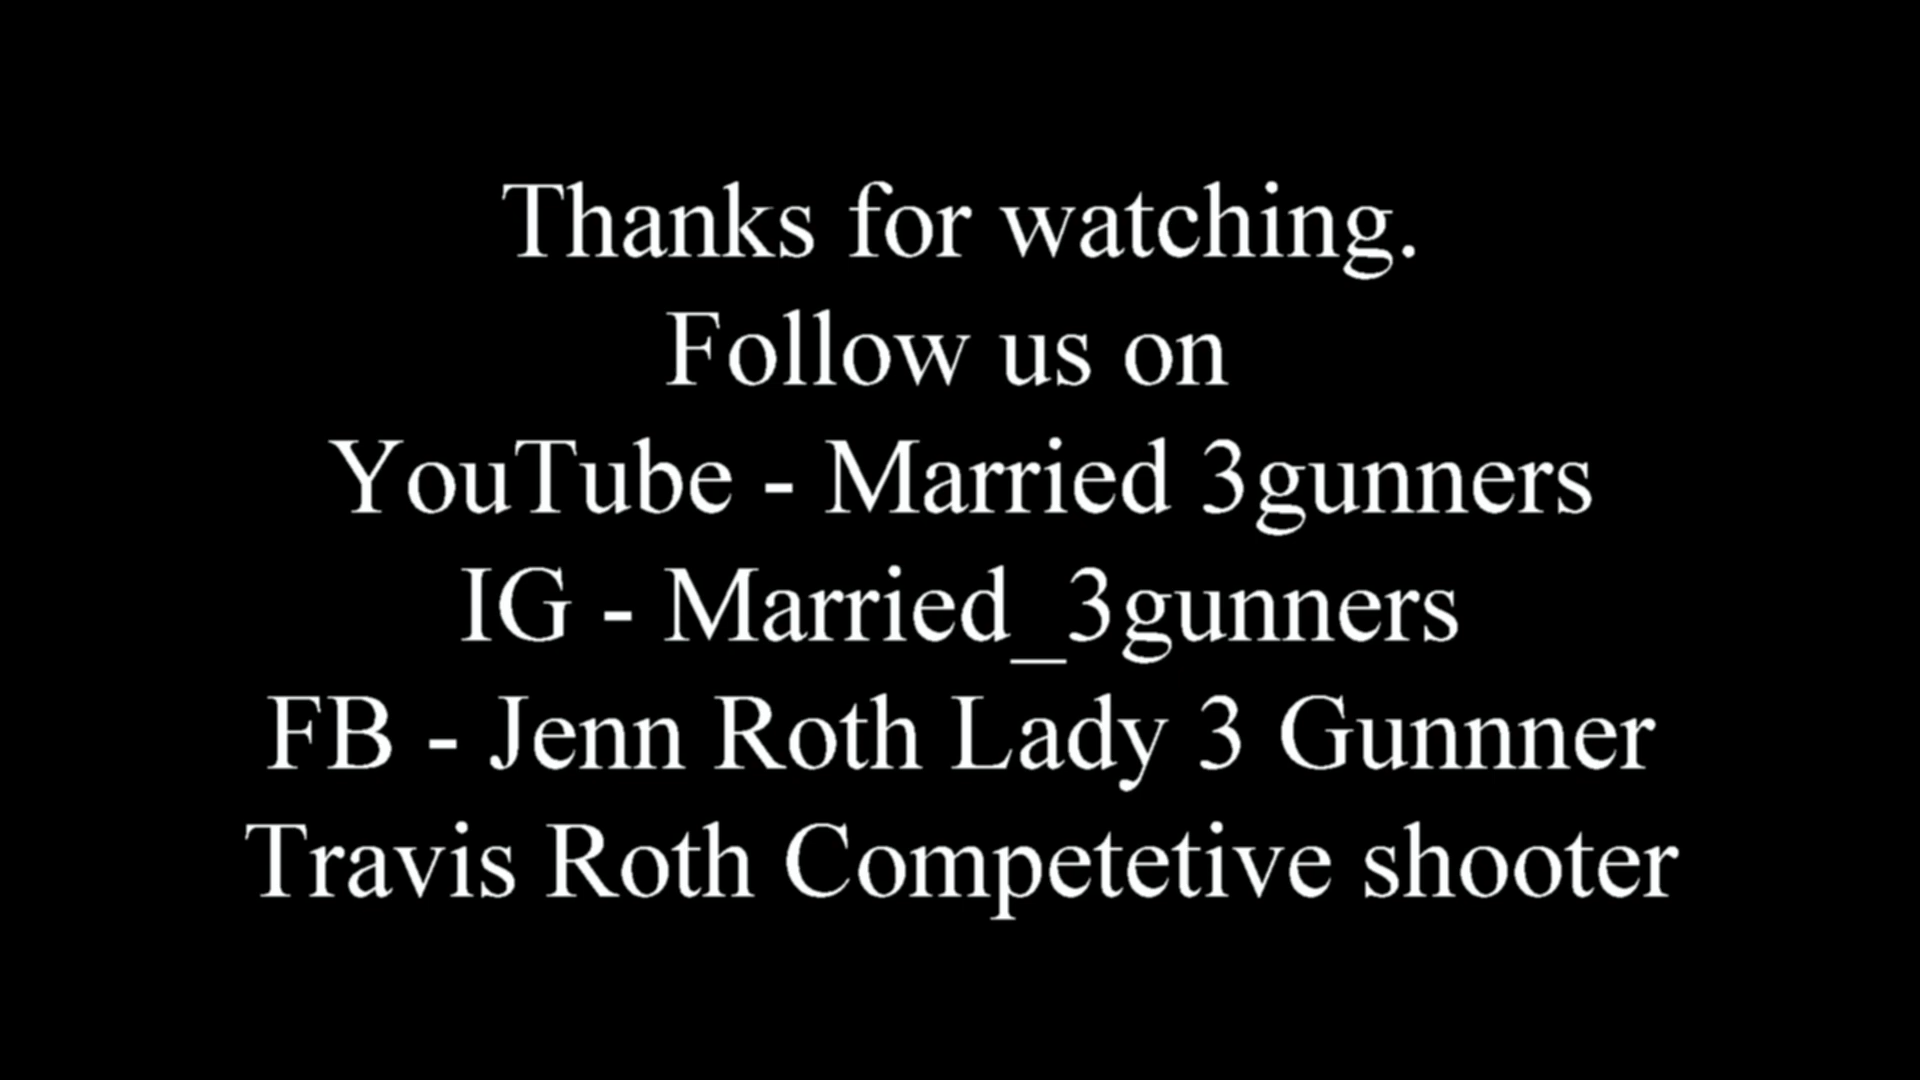 Thanks for watching.
Follow us on
YouTube - Married 3gunners
IG - Married_3gunners
FB - Jenn Roth Lady 3 Gunnner
Travis Roth Competetive shooter